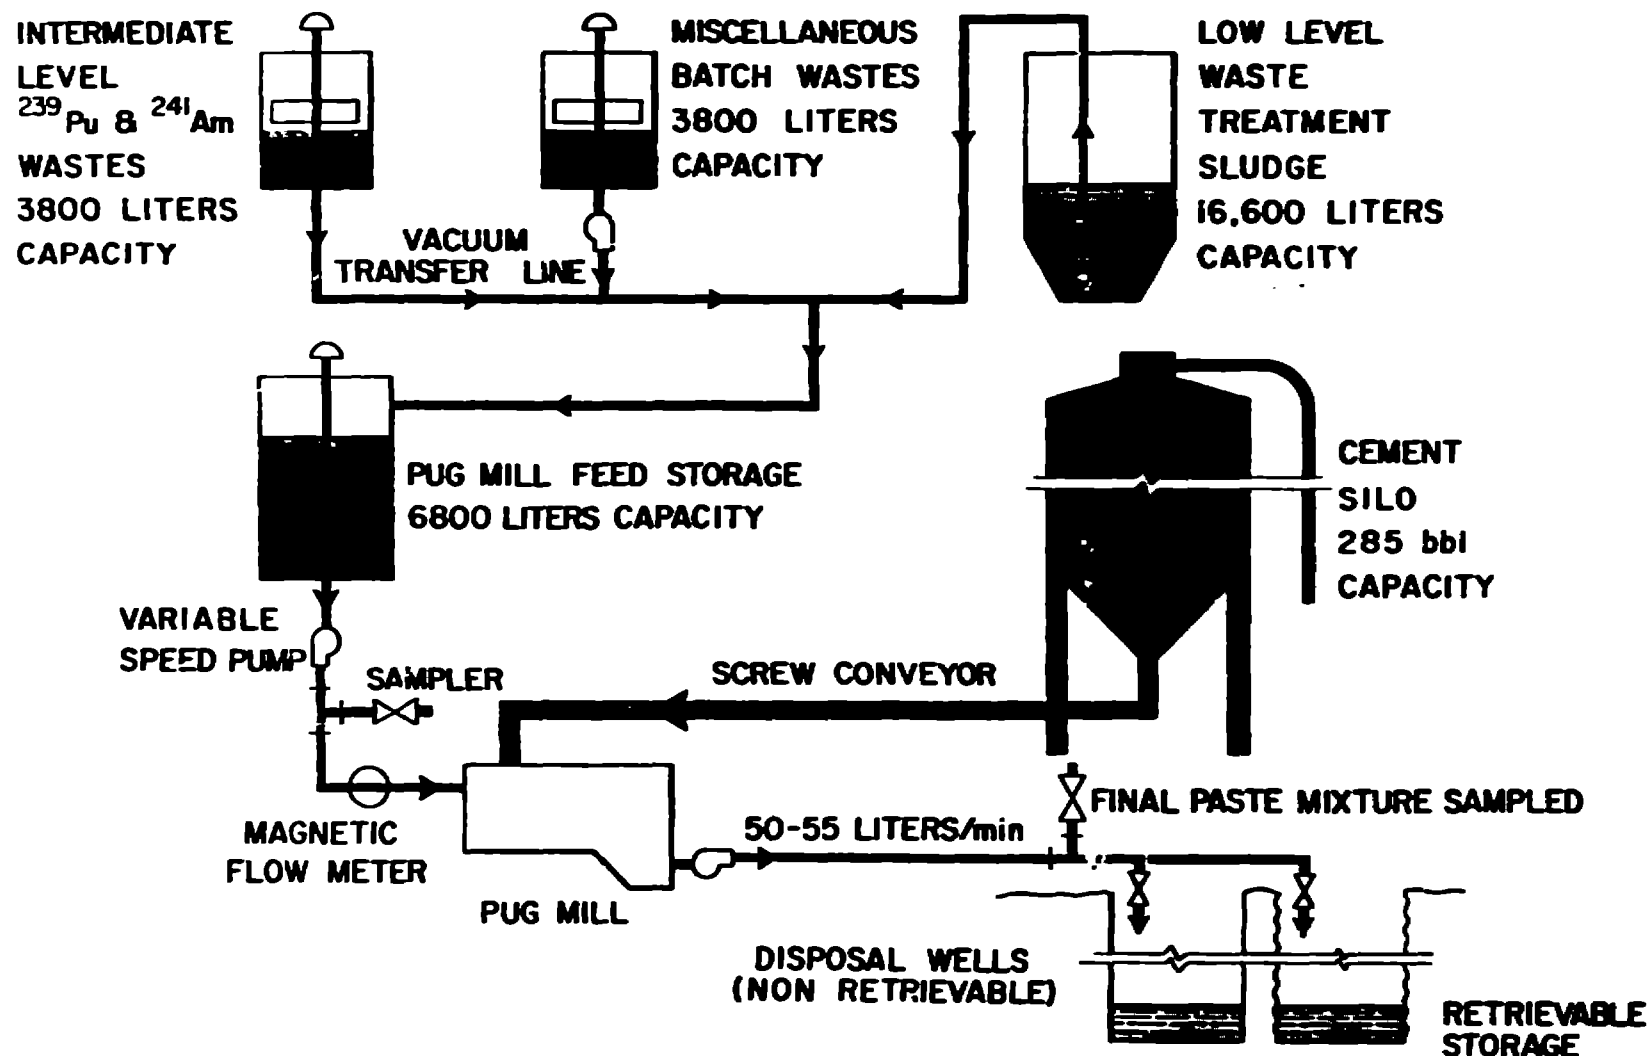 INTERMEDIATE
LEVEL
²³⁹Pu & ²⁴¹Am
WASTES
3800 LITERS
CAPACITY
MISCELLANEOUS
BATCH WASTES
3800 LITERS
CAPACITY
LOW LEVEL
WASTE
TREATMENT
SLUDGE
16,600 LITERS
CAPACITY
VACUUM
TRANSFER LINE
PUG MILL FEED STORAGE
6800 LITERS CAPACITY
CEMENT
SILO
285 bbl
CAPACITY
VARIABLE
SPEED PUMP
SAMPLER
SCREW CONVEYOR
MAGNETIC
FLOW METER
PUG MILL
50-55 LITERS/min
FINAL PASTE MIXTURE SAMPLED
DISPOSAL WELLS
(NON RETRIEVABLE)
RETRIEVABLE
STORAGE